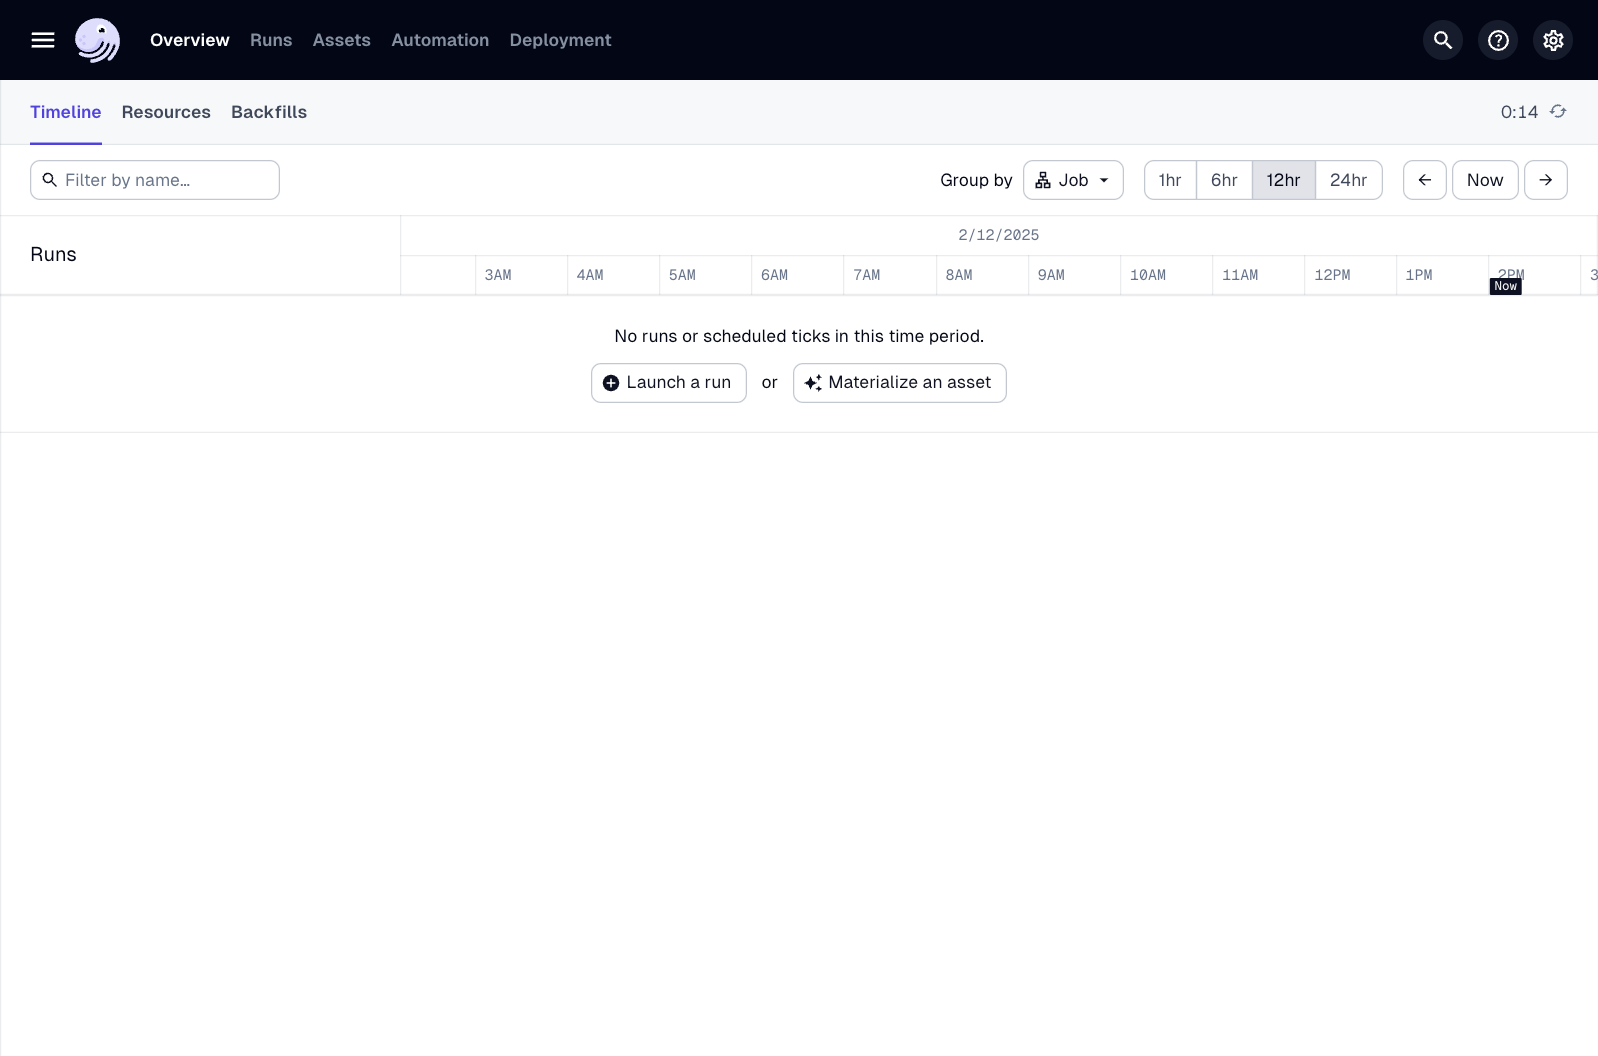 Overview Runs Assets Automation Deployment
Timeline Resources Backfills 0:14
Filter by name… Group by Job 1hr 6hr 12hr 24hr Now
Runs
2/12/2025
3AM 4AM 5AM 6AM 7AM 8AM 9AM 10AM 11AM 12PM 1PM 2PM 3
Now
No runs or scheduled ticks in this time period.
Launch a run or Materialize an asset